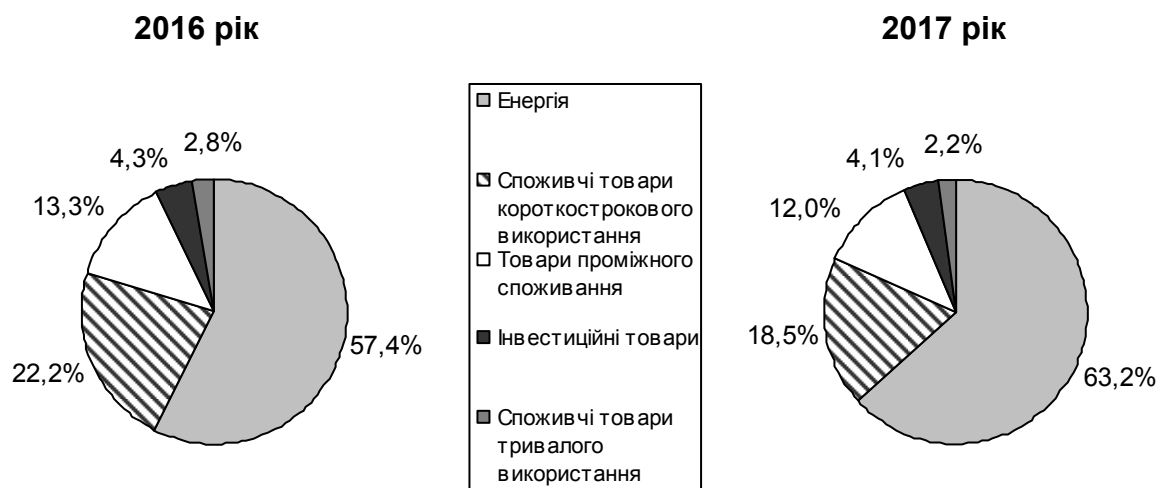 2016 рік
2017 рік
2,8%
4,3%
13,3%
57,4%
22,2%
Енергія
Споживчі товари
короткострокового
використання
Товари проміжного
споживання
Інвестиційні товари
Споживчі товари
тривалого
використання
2,2%
4,1%
12,0%
18,5%
63,2%